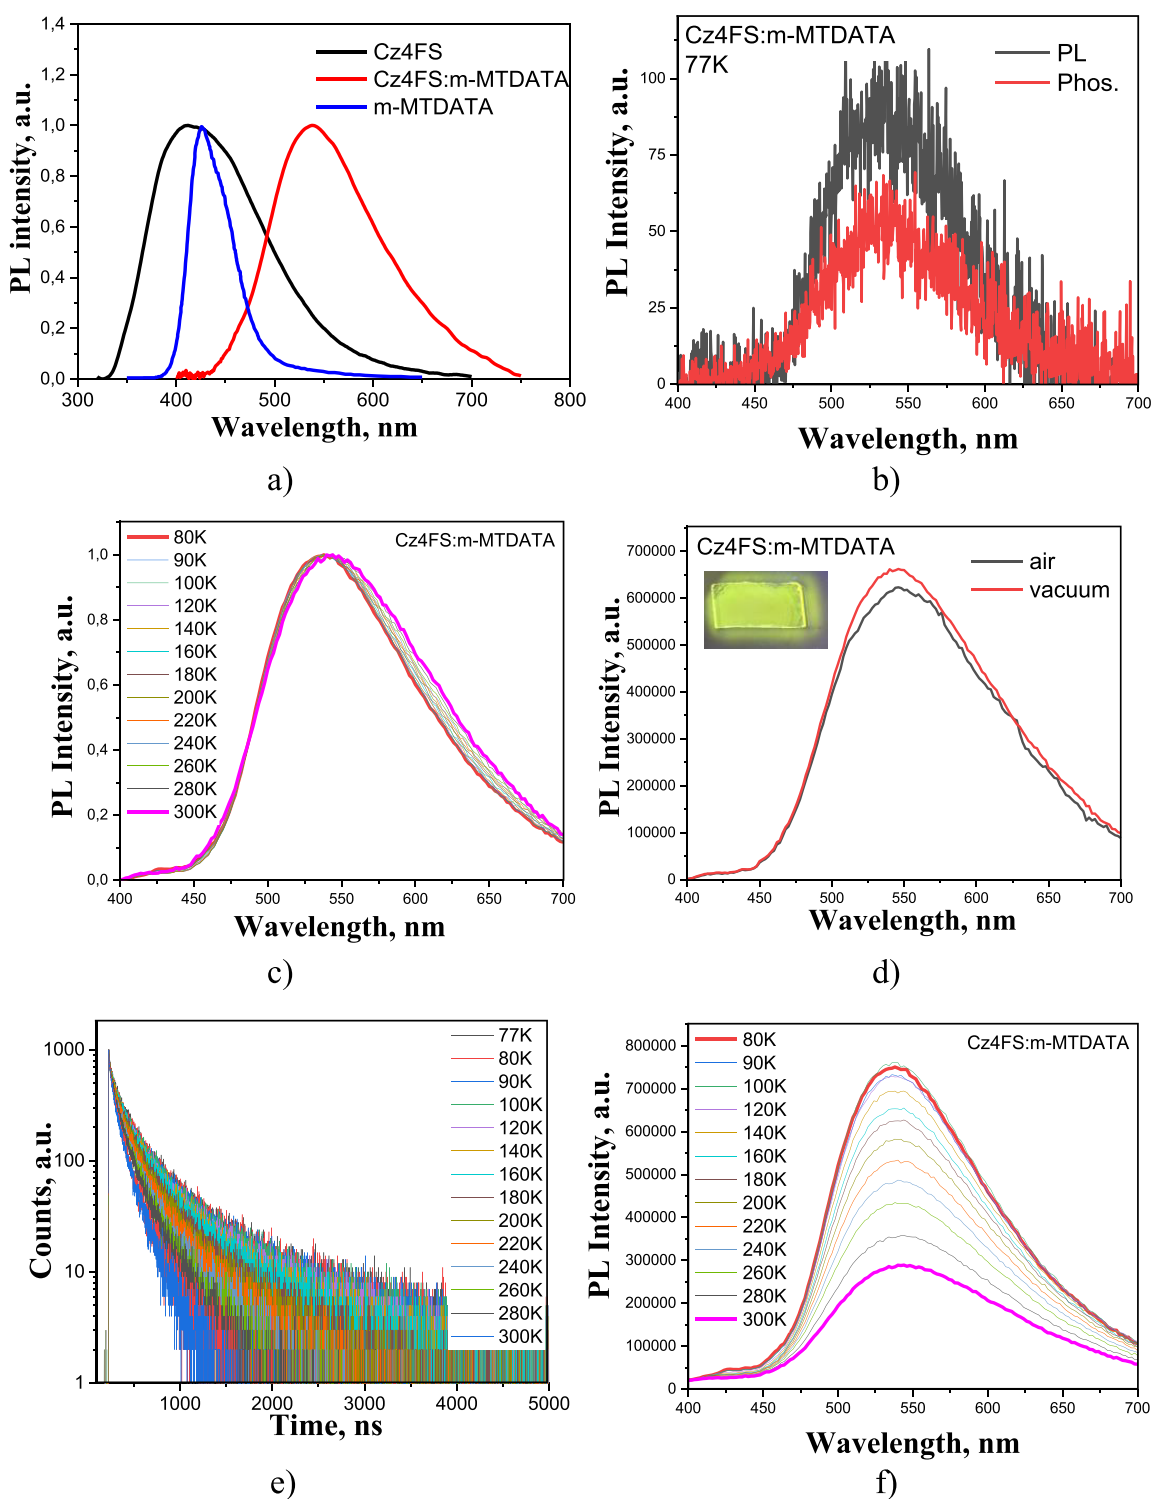 1,4
1,2
1,0
0,8
0,6
0,4
0,2
0,0
PL intensity, a.u.
Cz4FS
Cz4FS:m-MTDATA
m-MTDATA
300 400 500 600 700 800
Wavelength, nm
a)
Cz4FS:m-MTDATA
77K
PL
Phos.
100
75
50
25
0
PL Intensity, a.u.
400 450 500 550 600 650 700
Wavelength, nm
b)
80K
90K
100K
120K
140K
160K
180K
200K
220K
240K
260K
280K
300K
Cz4FS:m-MTDATA
1,0
0,8
0,6
0,4
0,2
0,0
PL Intensity, a.u.
400 450 500 550 600 650 700
Wavelength, nm
c)
Cz4FS:m-MTDATA
air
vacuum
700000
600000
500000
400000
300000
200000
100000
0
PL Intensity, a.u.
400 450 500 550 600 650 700
Wavelength, nm
d)
77K
80K
90K
100K
120K
140K
160K
180K
200K
220K
240K
260K
280K
300K
1000
100
10
1
Counts, a.u.
1000 2000 3000 4000 5000
Time, ns
e)
80K
90K
100K
120K
140K
160K
180K
200K
220K
240K
260K
280K
300K
Cz4FS:m-MTDATA
800000
700000
600000
500000
400000
300000
200000
100000
0
PL Intensity, a.u.
400 450 500 550 600 650 700
Wavelength, nm
f)